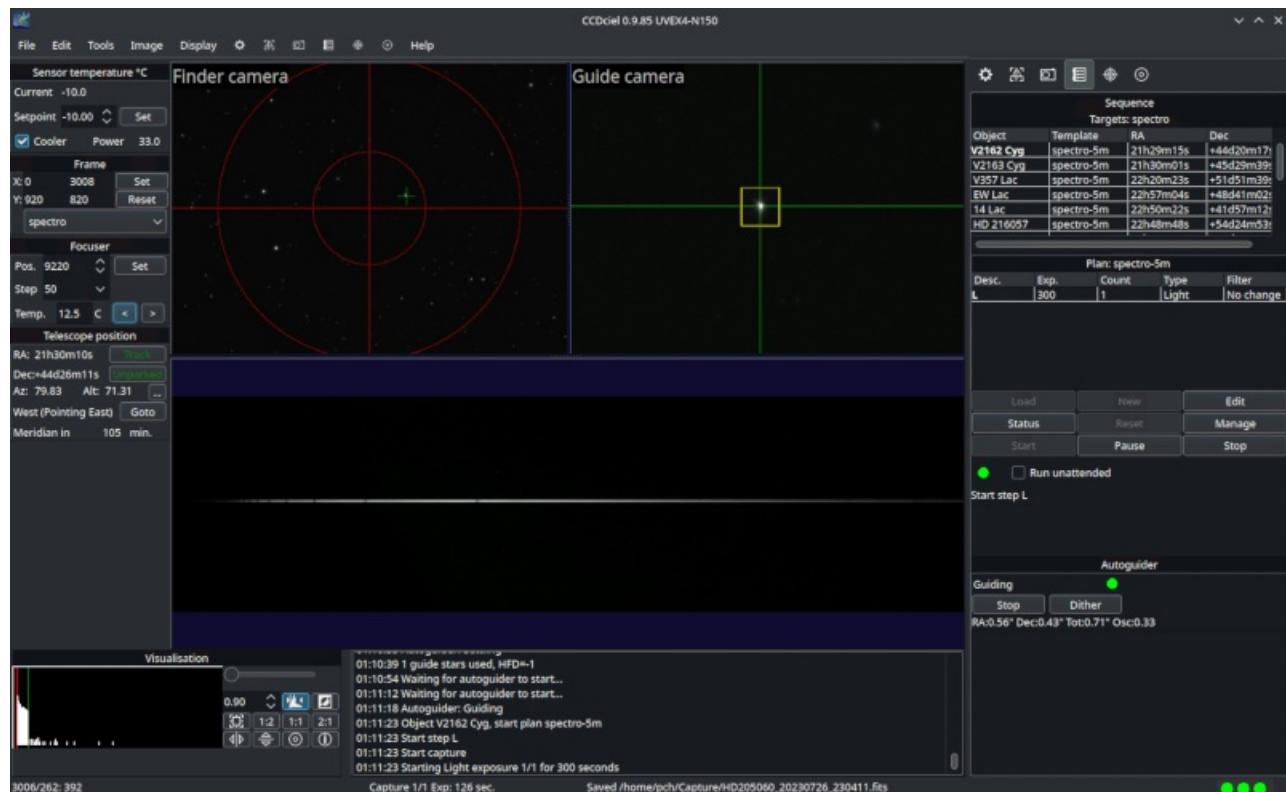 CCDciel 0.9.85 UVEX4-N150
File Edit Tools Image Display Help
Sensor temperature °C
Current -10.0
Setpoint -10.00 Set
Cooler Power 33.0
Frame
X: 0 3008 Set
Y: 920 820 Reset
spectro
Focuser
Pos. 9220 Set
Step 50
Temp. 12.5 C < >
Telescope position
RA: 21h30m10s Track
Dec:+44d26m11s Unparked
Az: 79.83 Alt: 71.31 ...
West (Pointing East) Goto
Meridian in 105 min.
Finder camera
Guide camera
Sequence
Targets: spectro
Object Template RA Dec
V2162 Cyg spectro-5m 21h29m15s +44d20m17
V2163 Cyg spectro-5m 21h30m01s +45d29m39
V357 Lac spectro-5m 22h20m23s +51d51m39
EW Lac spectro-5m 22h57m04s +48d41m02
14 Lac spectro-5m 22h50m22s +41d57m12
HD 216057 spectro-5m 22h48m48s +54d24m53
Plan: spectro-5m
Desc. Exp. Count Type Filter
L 300 1 Light No change
Load New Edit
Status Reset Manage
Start Pause Stop
Run unattended
Start step L
Autoguider
Guiding
Stop Dither
RA:0.56" Dec:0.43" Tot:0.71" Osc:0.33
Visualisation
0.90
1:2 1:1 2:1
01:10:39 1 guide stars used, HFD=-1
01:10:54 Waiting for autoguider to start...
01:11:12 Waiting for autoguider to start...
01:11:18 Autoguider: Guiding
01:11:23 Object V2162 Cyg, start plan spectro-5m
01:11:23 Start step L
01:11:23 Start capture
01:11:23 Starting Light exposure 1/1 for 300 seconds
3006/262: 392 Capture 1/1 Exp: 126 sec. Saved /home/pch/Capture/HD205060_20230726_230411.fits